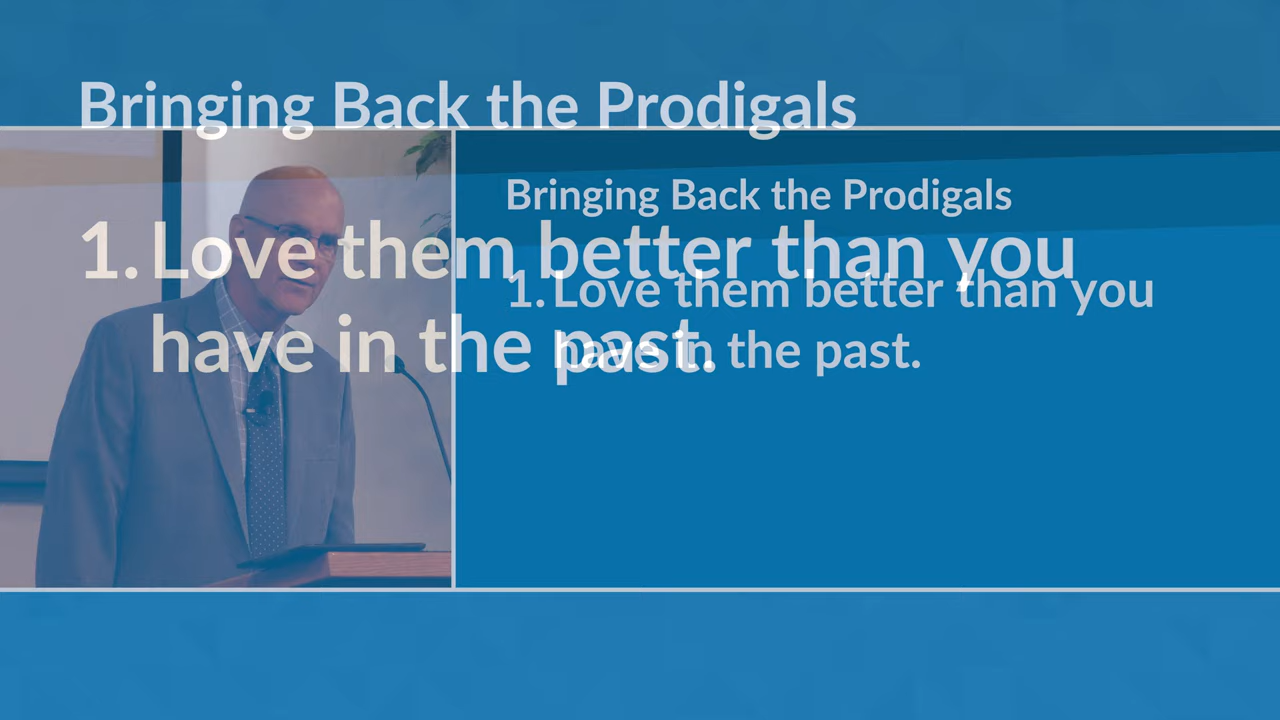 Bringing Back the Prodigals
1. Love them better than you
have in the past.
Bringing Back the Prodigals
1. Love them better than you
have in the past.